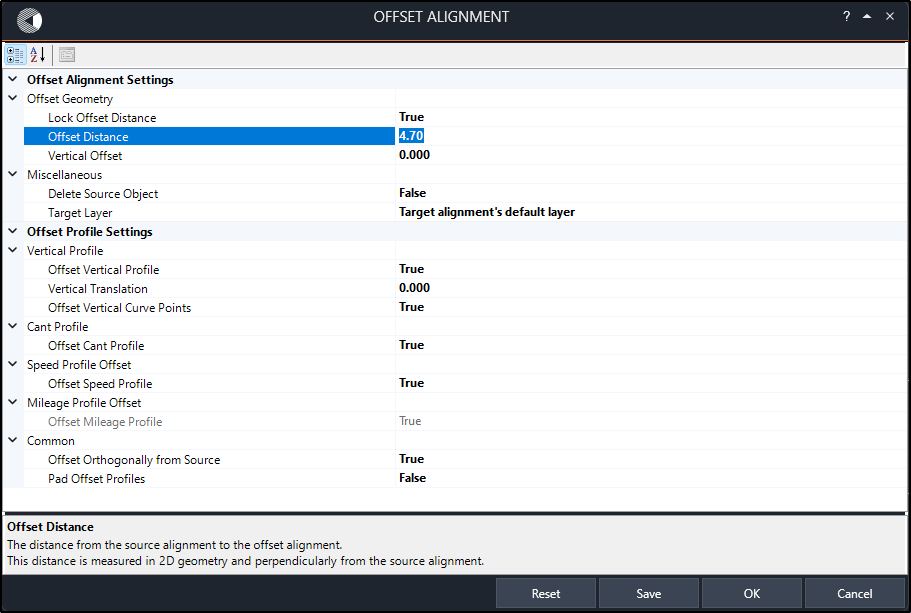 OFFSET ALIGNMENT
?
Offset Alignment Settings
Offset Geometry
Lock Offset Distance True
Offset Distance 4.70
Vertical Offset 0.000
Miscellaneous
Delete Source Object False
Target Layer Target alignment's default layer
Offset Profile Settings
Vertical Profile
Offset Vertical Profile True
Vertical Translation 0.000
Offset Vertical Curve Points True
Cant Profile
Offset Cant Profile True
Speed Profile Offset
Offset Speed Profile True
Mileage Profile Offset
Offset Mileage Profile True
Common
Offset Orthogonally from Source True
Pad Offset Profiles False
Offset Distance
The distance from the source alignment to the offset alignment.
This distance is measured in 2D geometry and perpendicularly from the source alignment.
Reset Save OK Cancel